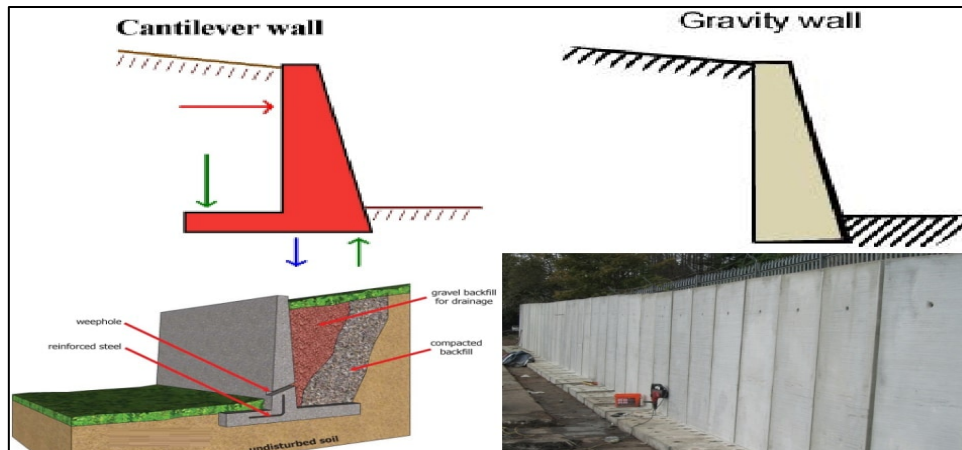 Cantilever wall
Gravity wall
weephole
reinforced steel
gravel backfill
for drainage
compacted
backfill
undisturbed soil